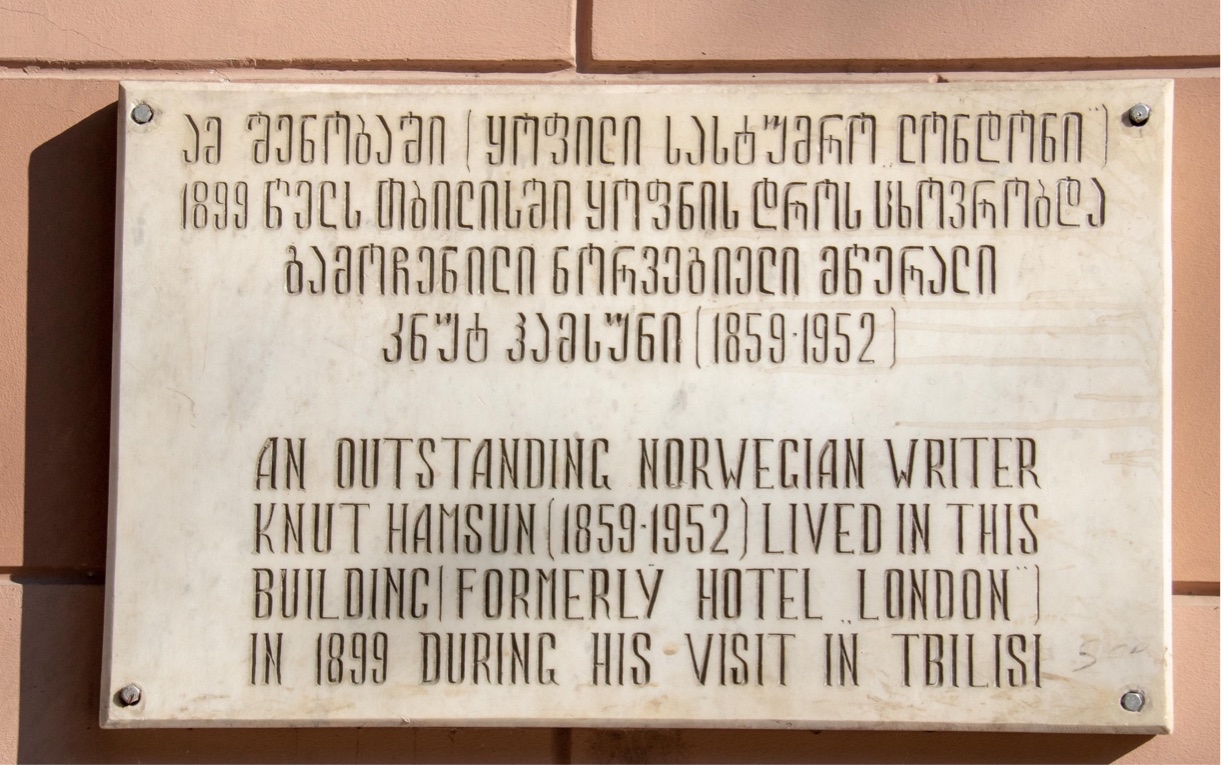 ამ შენობაში (ყოფილი სასტუმრო „ლონდონი“)
1899 წელს თბილისში ყოფნის დროს ცხოვრობდა
გამოჩენილი ნორვეგიელი მწერალი
კნუტ ჰამსუნი (1859-1952)
AN OUTSTANDING NORWEGIAN WRITER
KNUT HAMSUN (1859-1952) LIVED IN THIS
BUILDING (FORMERLY HOTEL „LONDON“)
IN 1899 DURING HIS VISIT IN TBILISI